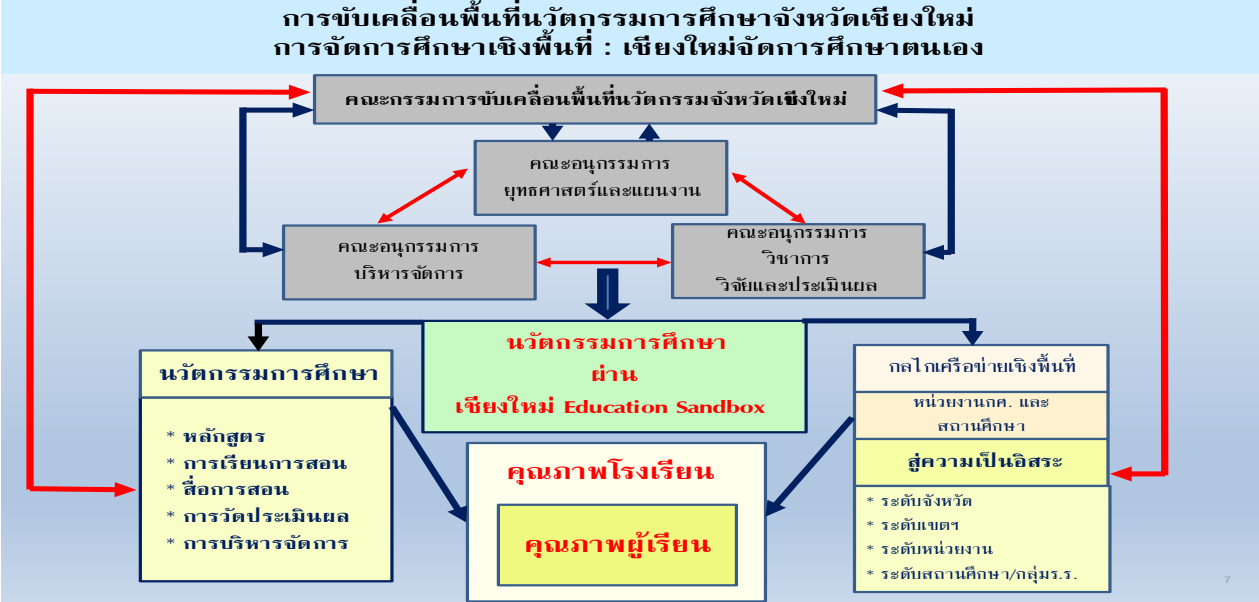 การขับเคลื่อนพื้นที่นวัตกรรมการศึกษาจังหวัดเชียงใหม่
การจัดการศึกษาเชิงพื้นที่ : เชียงใหม่จัดการศึกษาตนเอง
คณะกรรมการขับเคลื่อนพื้นที่นวัตกรรมจังหวัดเชียงใหม่
คณะอนุกรรมการ
ยุทธศาสตร์และแผนงาน
คณะอนุกรรมการ
บริหารจัดการ
คณะอนุกรรมการ
วิชาการ
วิจัยและประเมินผล
นวัตกรรมการศึกษา
ผ่าน
เชียงใหม่ Education Sandbox
นวัตกรรมการศึกษา
* หลักสูตร
* การเรียนการสอน
* สื่อการสอน
* การวัดประเมินผล
* การบริหารจัดการ
คุณภาพโรงเรียน
คุณภาพผู้เรียน
กลไกเครือข่ายเชิงพื้นที่
หน่วยงานกศ. และ
สถานศึกษา
สู่ความเป็นอิสระ
* ระดับจังหวัด
* ระดับเขตฯ
* ระดับหน่วยงาน
* ระดับสถานศึกษา/กลุ่มร.ร.
7